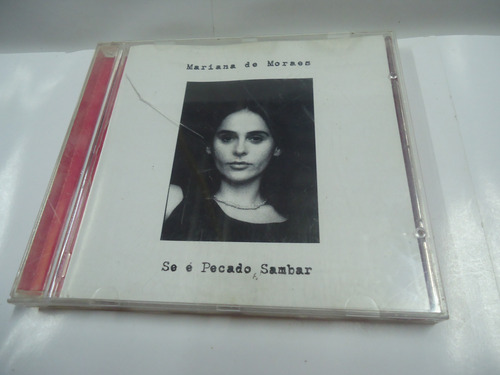 Mariana de Moraes
Se é Pecado Sambar